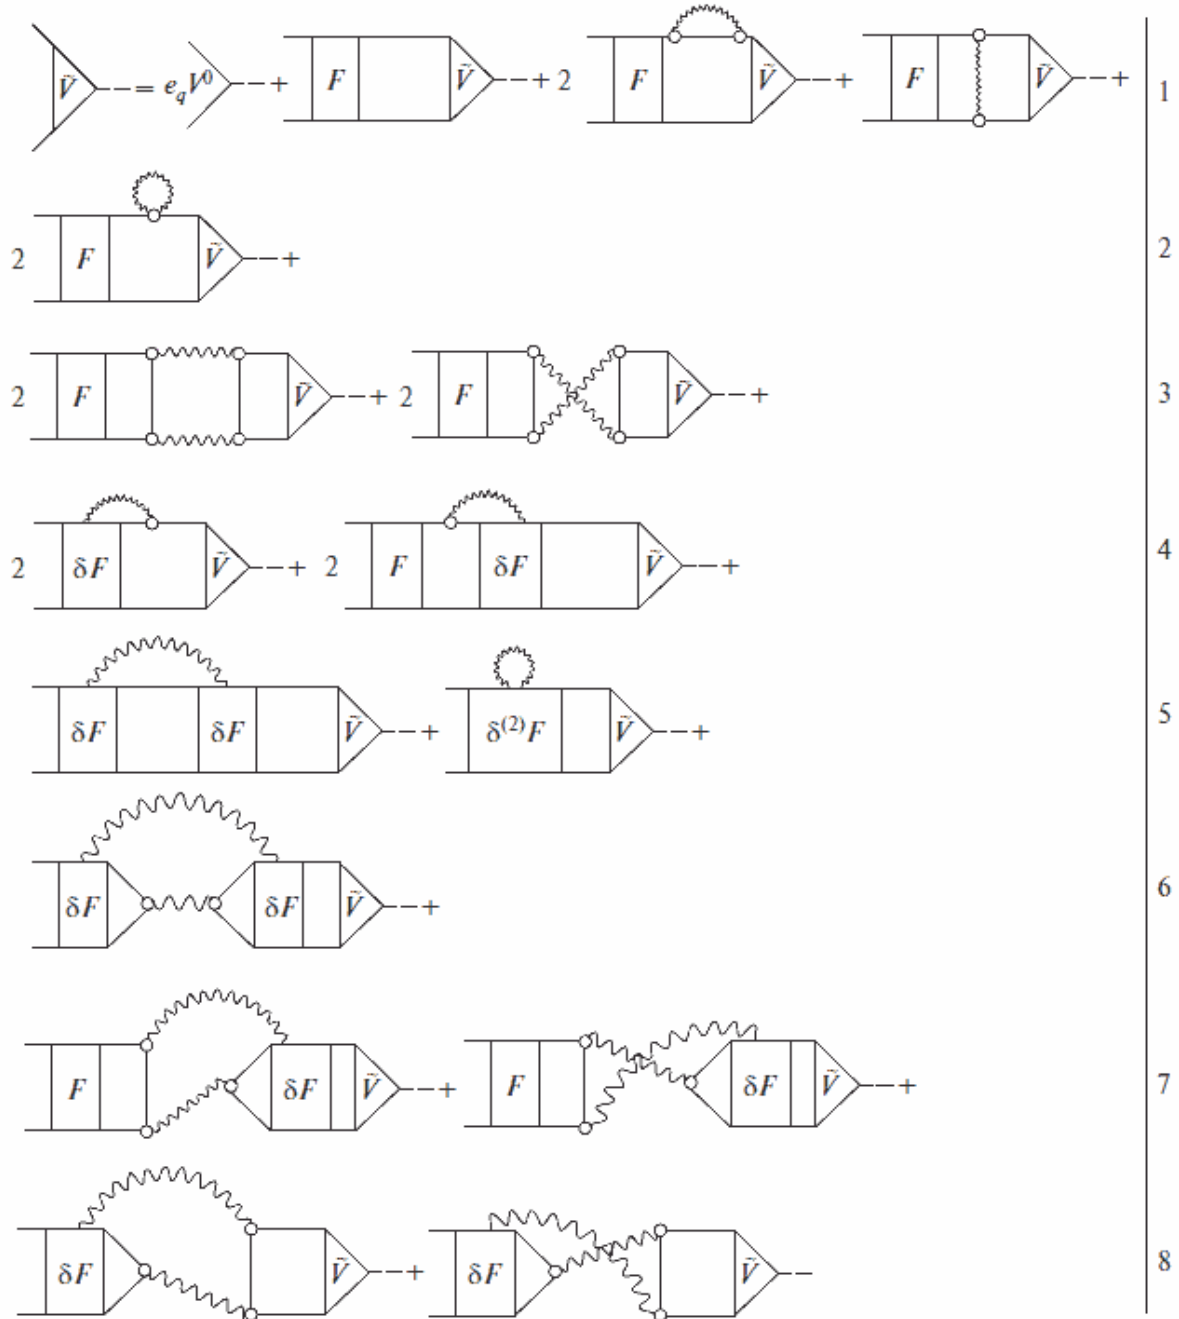 Ṽ = e_q V⁰ + F Ṽ + 2 F Ṽ + F Ṽ + 1
2 F Ṽ + 2
2 F Ṽ + 2 F Ṽ + 3
2 δF Ṽ + 2 F δF Ṽ + 4
δF δF Ṽ + δ⁽²⁾F Ṽ + 5
δF δF Ṽ + 6
F δF Ṽ + F δF Ṽ + 7
δF Ṽ + δF Ṽ 8